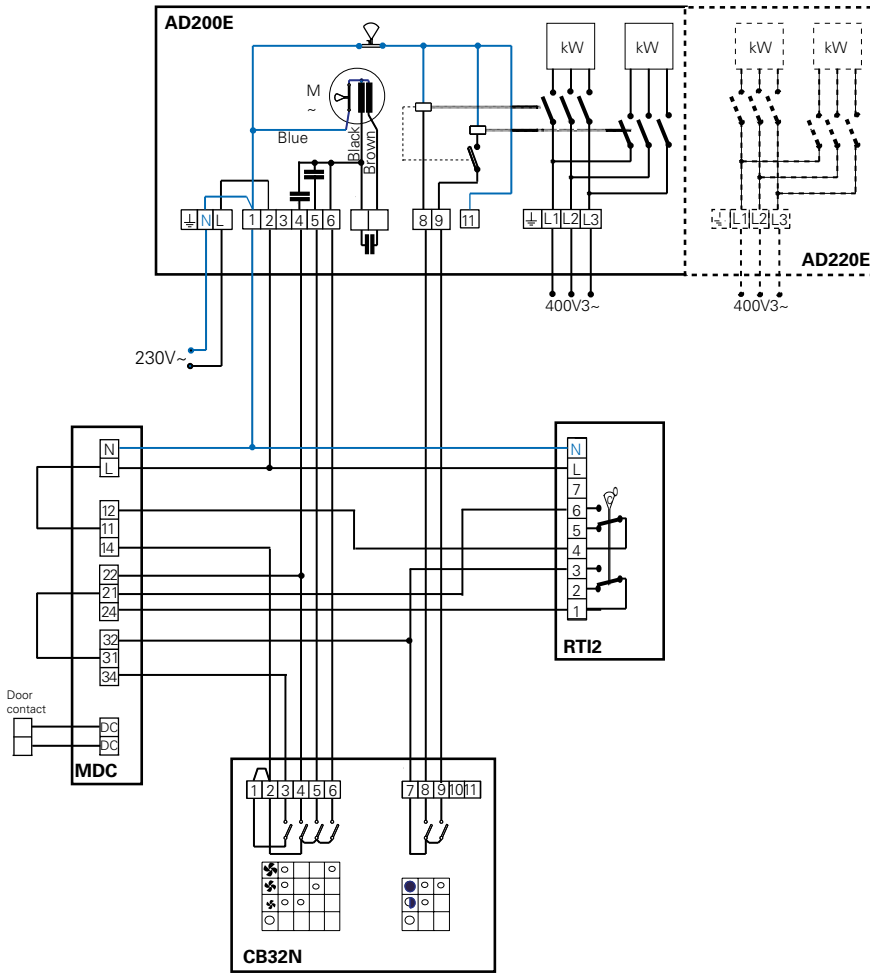 AD200E
kW
kW
kW
kW
M
~
Blue
Black
Brown
N L 1 2 3 4 5 6 8 9 11 L1 L2 L3 L1 L2 L3
AD220E
400V3~
400V3~
230V~
N
L
12
11
14
22
21
24
32
31
34
DC
DC
MDC
Door
contact
N
L
7
6
5
4
3
2
1
RTI2
1 2 3 4 5 6 7 8 9 10 11
CB32N